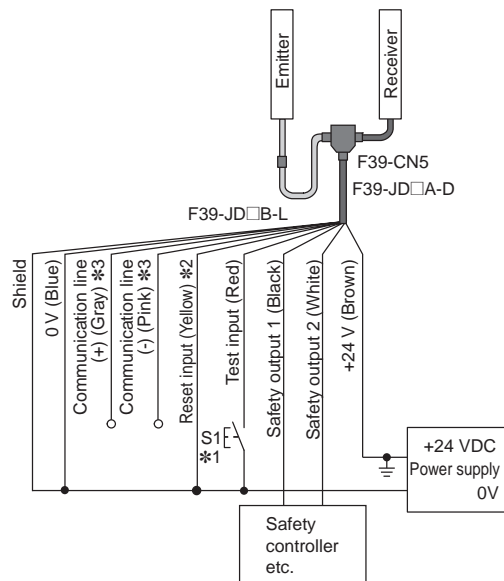 Emitter
Receiver
F39-CN5
F39-JD□A-D
F39-JD□B-L
Shield
0 V (Blue)
Communication line
(+) (Gray) *3
Communication line
(-) (Pink) *3
Reset input (Yellow) *2
Test input (Red)
Safety output 1 (Black)
Safety output 2 (White)
+24 V (Brown)
S1
*1
+24 VDC
Power supply
0V
Safety
controller
etc.